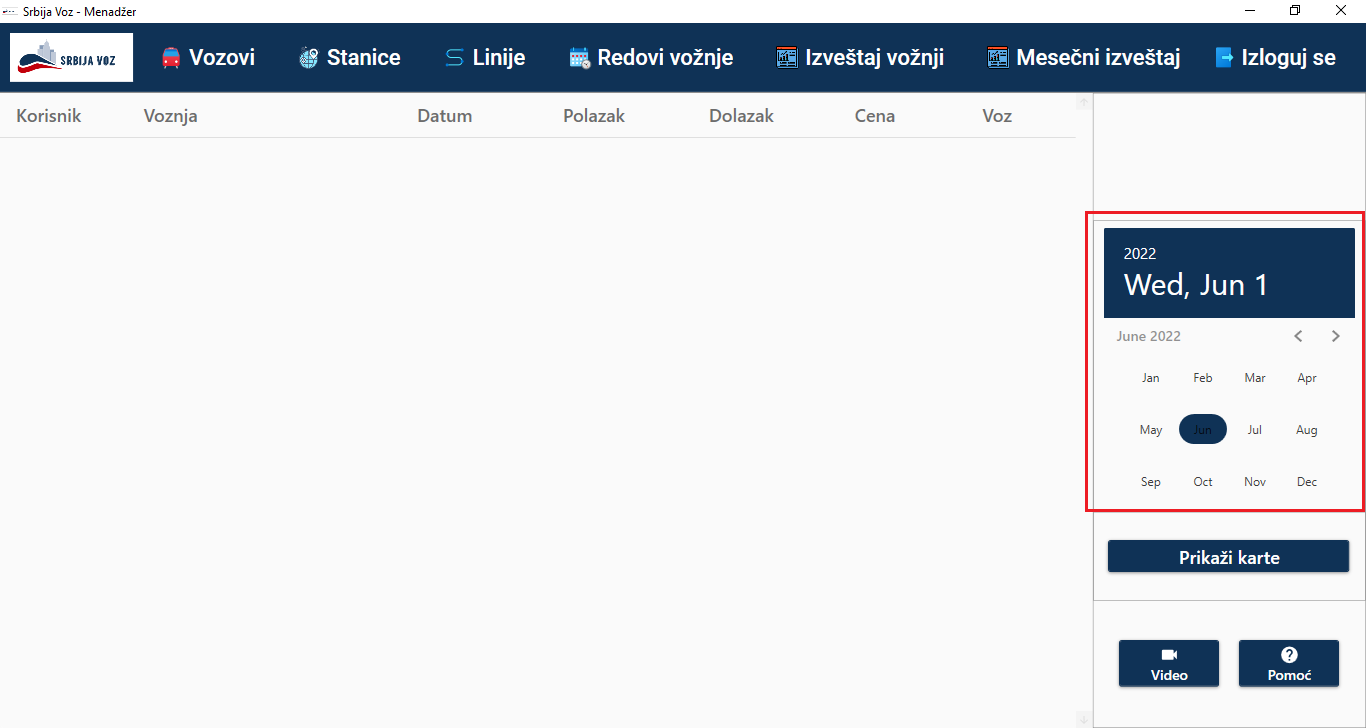 Srbija Voz - Menadžer
SRBIJA VOZ
Vozovi
Stanice
Linije
Redovi vožnje
Izveštaj vožnji
Mesečni izveštaj
Izloguj se
Korisnik Voznja Datum Polazak Dolazak Cena Voz
2022
Wed, Jun 1
June 2022
Jan Feb Mar Apr
May Jun Jul Aug
Sep Oct Nov Dec
Prikaži karte
Video
Pomoć